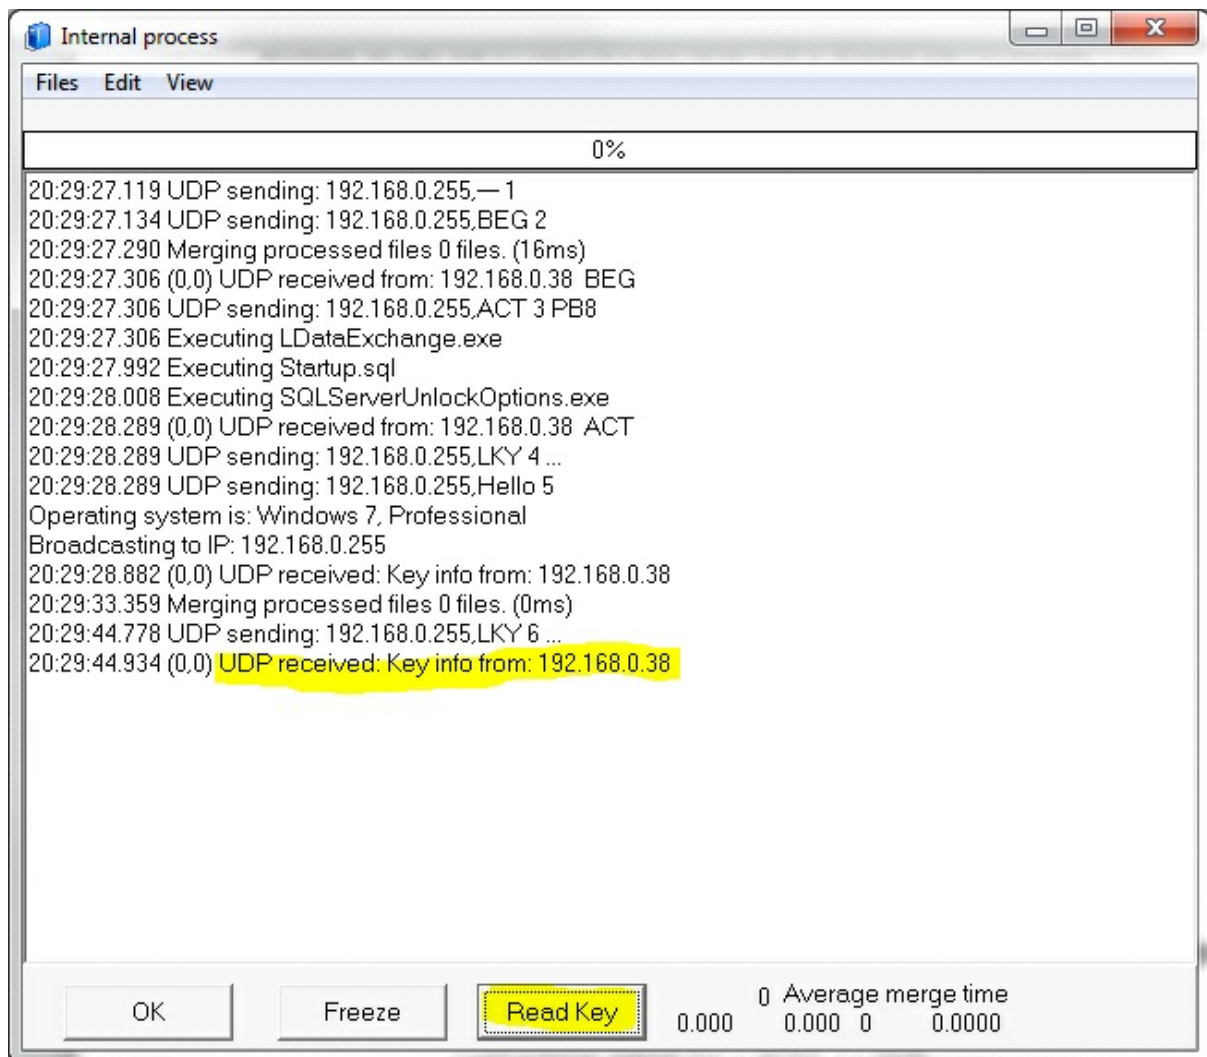 Internal process
Files Edit View
0%
20:29:27.119 UDP sending: 192.168.0.255,— 1
20:29:27.134 UDP sending: 192.168.0.255,BEG 2
20:29:27.290 Merging processed files 0 files. (16ms)
20:29:27.306 (0,0) UDP received from: 192.168.0.38 BEG
20:29:27.306 UDP sending: 192.168.0.255,ACT 3 PB8
20:29:27.306 Executing LDataExchange.exe
20:29:27.992 Executing Startup.sql
20:29:28.008 Executing SQLServerUnlockOptions.exe
20:29:28.289 (0,0) UDP received from: 192.168.0.38 ACT
20:29:28.289 UDP sending: 192.168.0.255,LKY 4 ...
20:29:28.289 UDP sending: 192.168.0.255,Hello 5
Operating system is: Windows 7, Professional
Broadcasting to IP: 192.168.0.255
20:29:28.882 (0,0) UDP received: Key info from: 192.168.0.38
20:29:33.359 Merging processed files 0 files. (0ms)
20:29:44.778 UDP sending: 192.168.0.255,LKY 6 ...
20:29:44.934 (0,0) UDP received: Key info from: 192.168.0.38
OK Freeze Read Key
0 Average merge time
0.000 0.000 0 0.0000